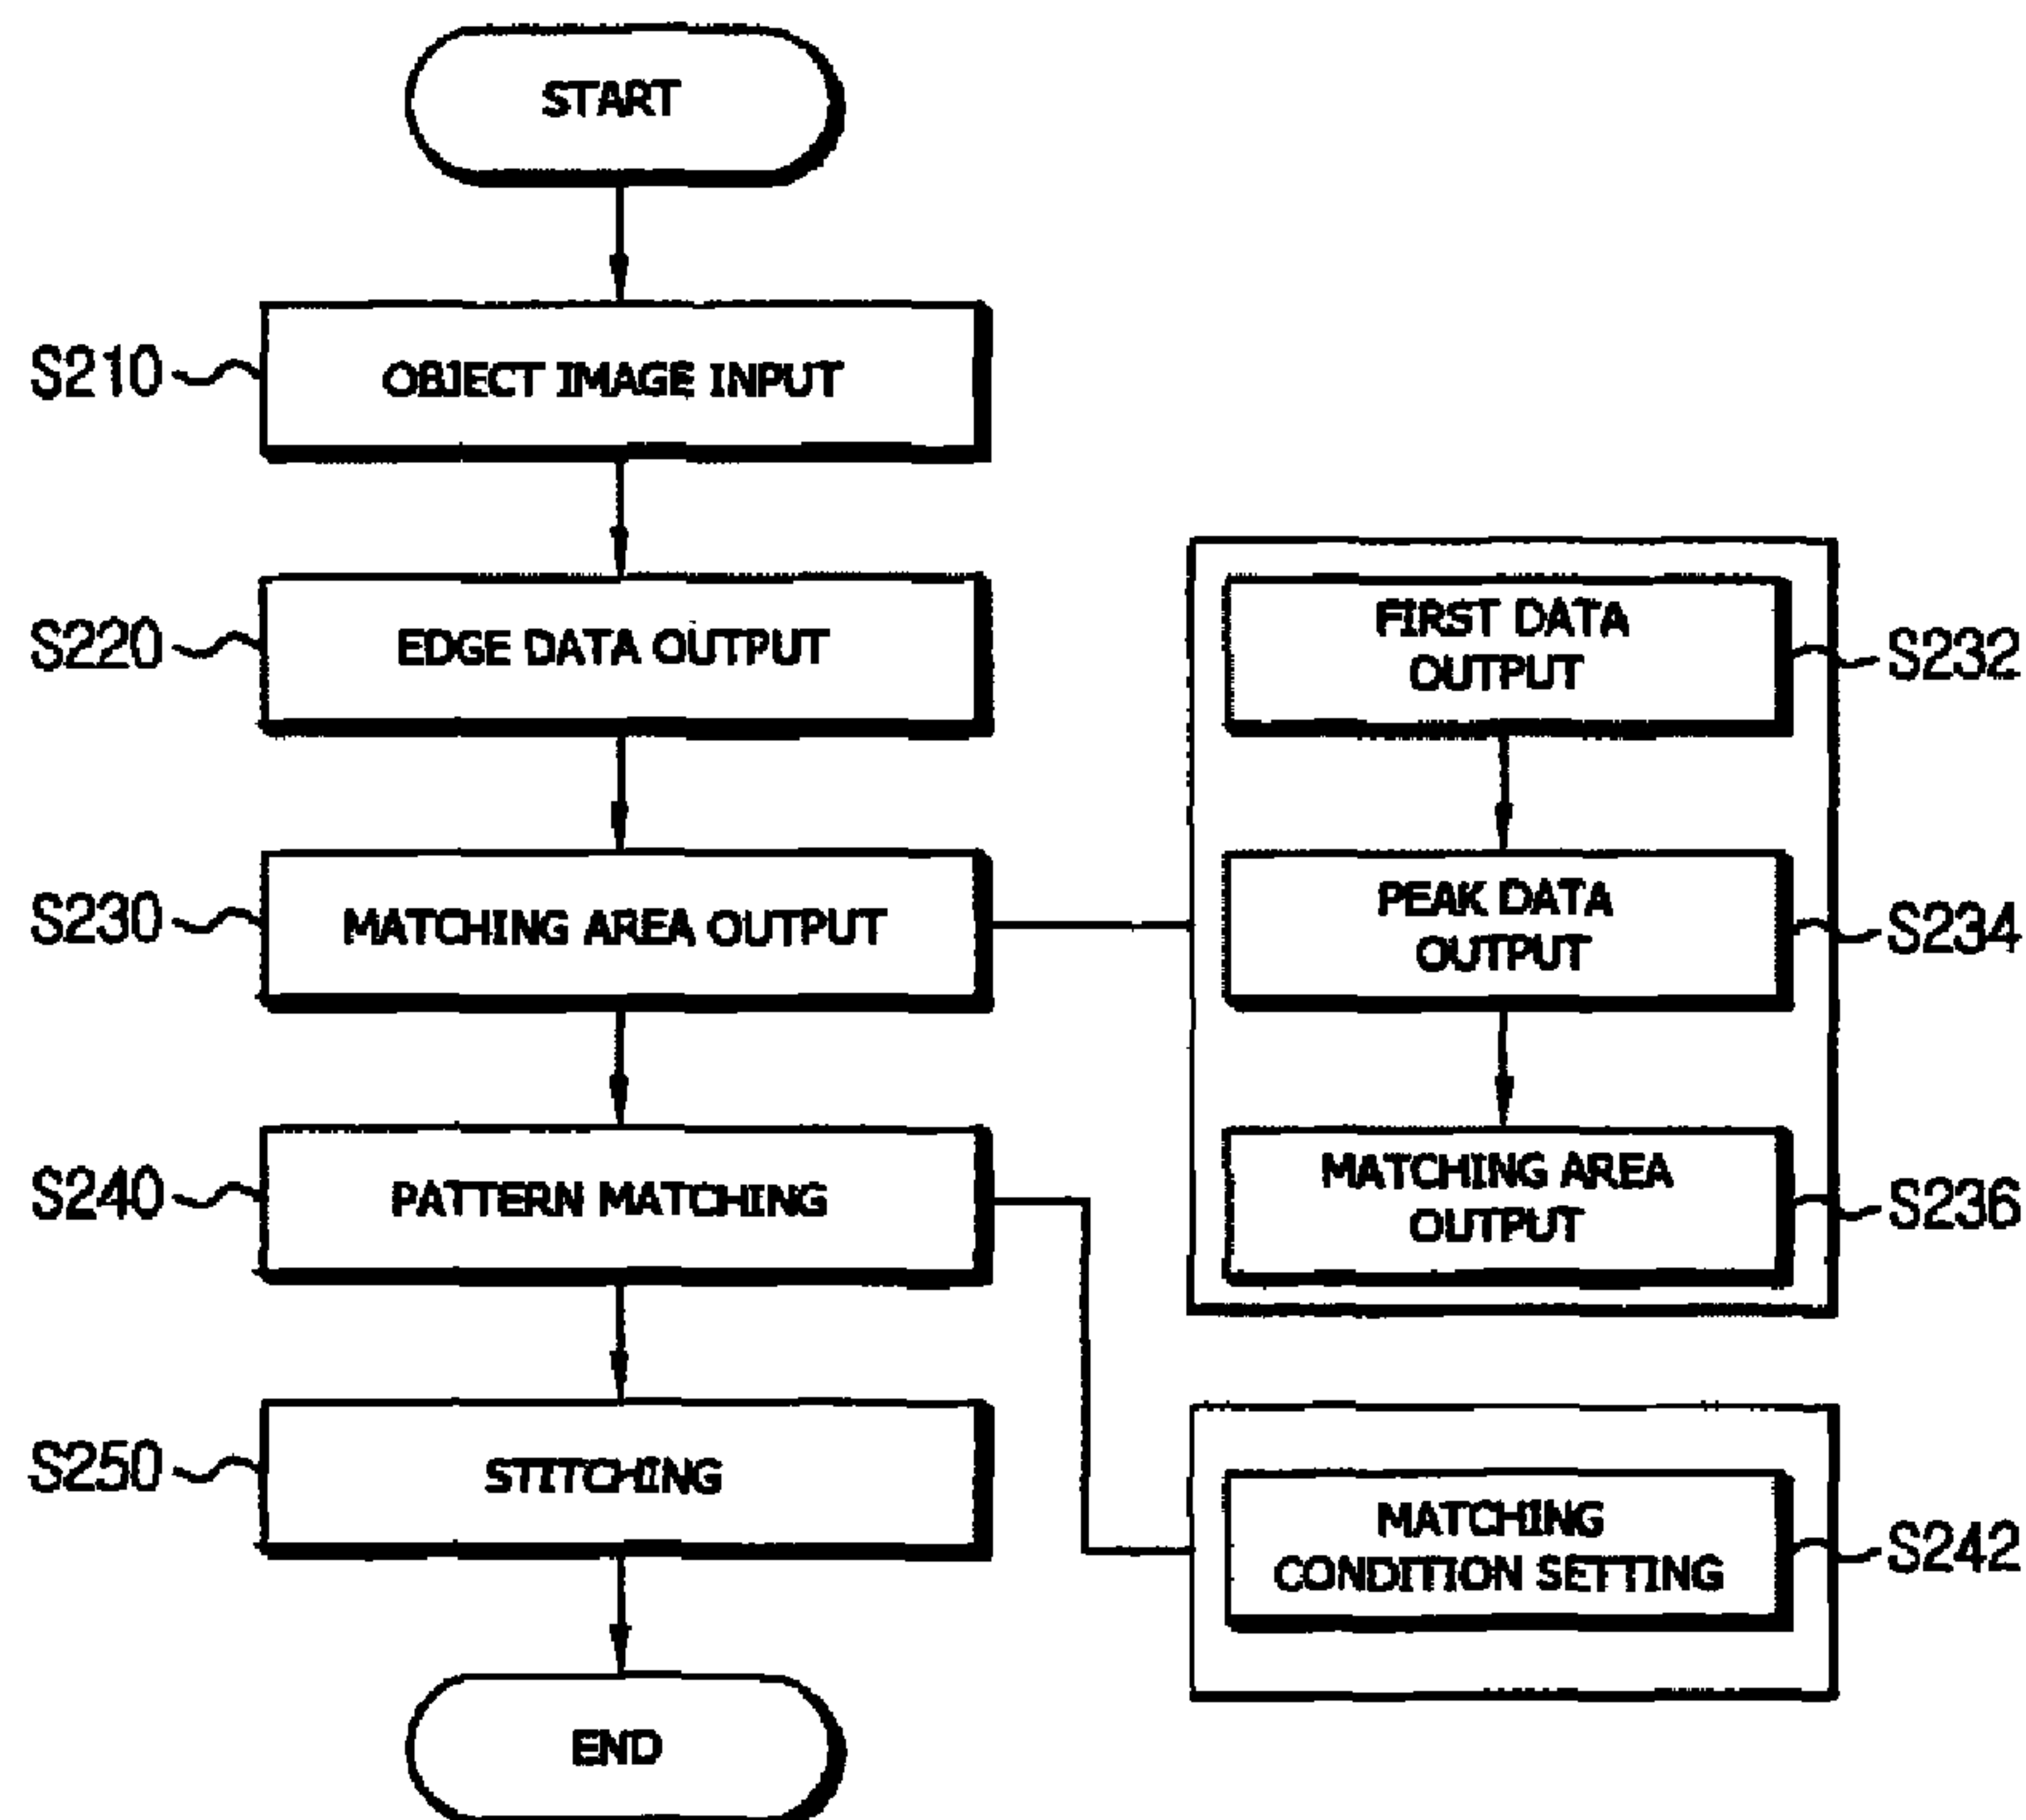 START
S210
OBJECT IMAGE INPUT
S220
EDGE DATA OUTPUT
S230
MATCHING AREA OUTPUT
S240
PATTERN MATCHING
S250
STITCHING
END
FIRST DATA
OUTPUT
S232
PEAK DATA
OUTPUT
S234
MATCHING AREA
OUTPUT
S236
MATCHING
CONDITION SETTING
S242